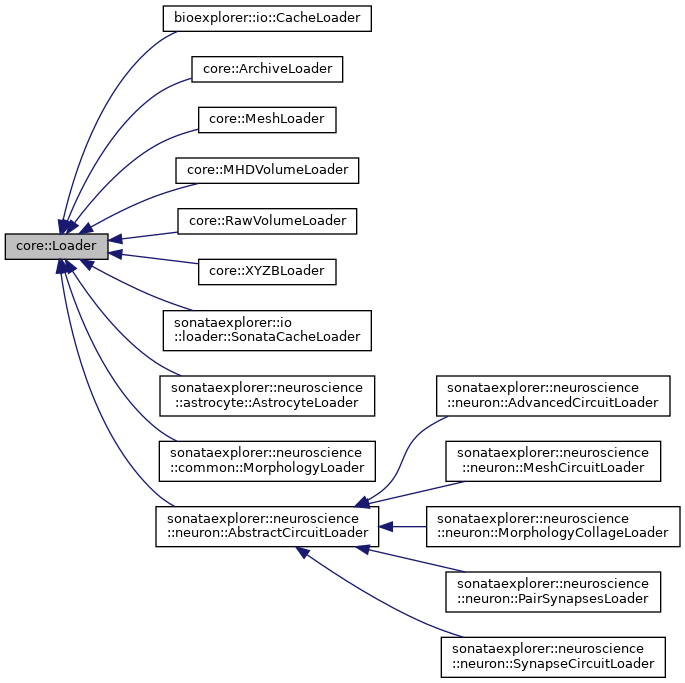 bioexplorer::io::CacheLoader
core::ArchiveLoader
core::MeshLoader
core::MHDVolumeLoader
core::RawVolumeLoader
core::Loader
core::XYZBLoader
sonataexplorer::io
::loader::SonataCacheLoader
sonataexplorer::neuroscience
::astrocyte::AstrocyteLoader
sonataexplorer::neuroscience
::common::MorphologyLoader
sonataexplorer::neuroscience
::neuron::AbstractCircuitLoader
sonataexplorer::neuroscience
::neuron::AdvancedCircuitLoader
sonataexplorer::neuroscience
::neuron::MeshCircuitLoader
sonataexplorer::neuroscience
::neuron::MorphologyCollageLoader
sonataexplorer::neuroscience
::neuron::PairSynapsesLoader
sonataexplorer::neuroscience
::neuron::SynapseCircuitLoader